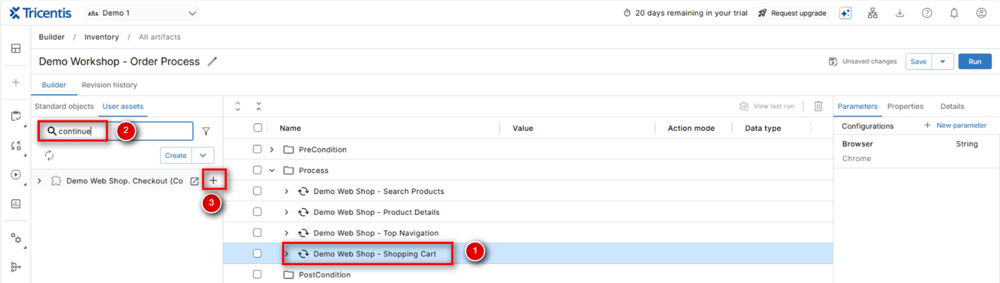 Tricentis Demo 1 20 days remaining in your trial Request upgrade
Builder / Inventory / All artifacts
Demo Workshop - Order Process Unsaved changes Save Run
Builder Revision history
Standard objects User assets View last run Parameters Properties Details
continue 2 Name Value Action mode Data type Configurations + New parameter
Browser String
Create PreCondition Chrome
Process
Demo Web Shop. Checkout (Co
3 Demo Web Shop - Search Products
Demo Web Shop - Product Details
Demo Web Shop - Top Navigation
Demo Web Shop - Shopping Cart 1
PostCondition